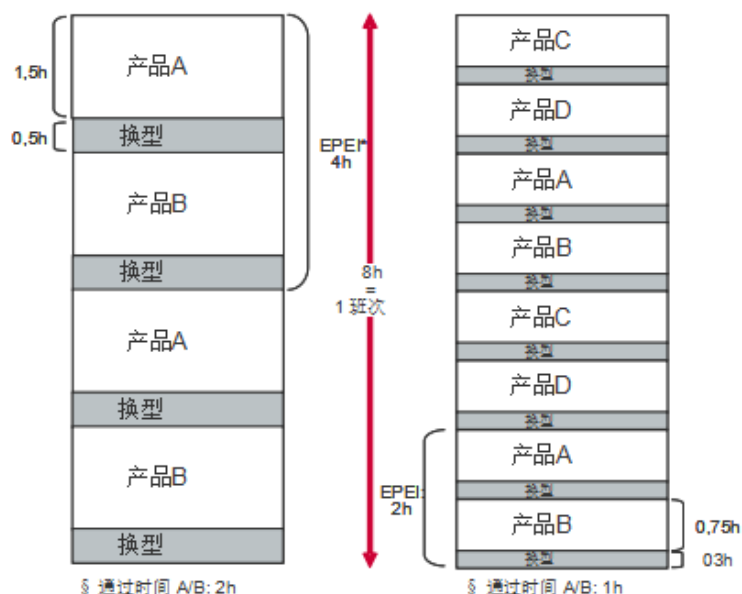 1,5h
产品A
0,5h
换型
产品B
换型
产品A
换型
产品B
换型
§ 通过时间 A/B: 2h
EPEI*
4h
8h
=
1 班次
产品C
换型
产品D
换型
产品A
换型
产品B
换型
产品C
换型
产品D
换型
产品A
换型
产品B
换型
EPEI:
2h
0,75h
03h
§ 通过时间 A/B: 1h